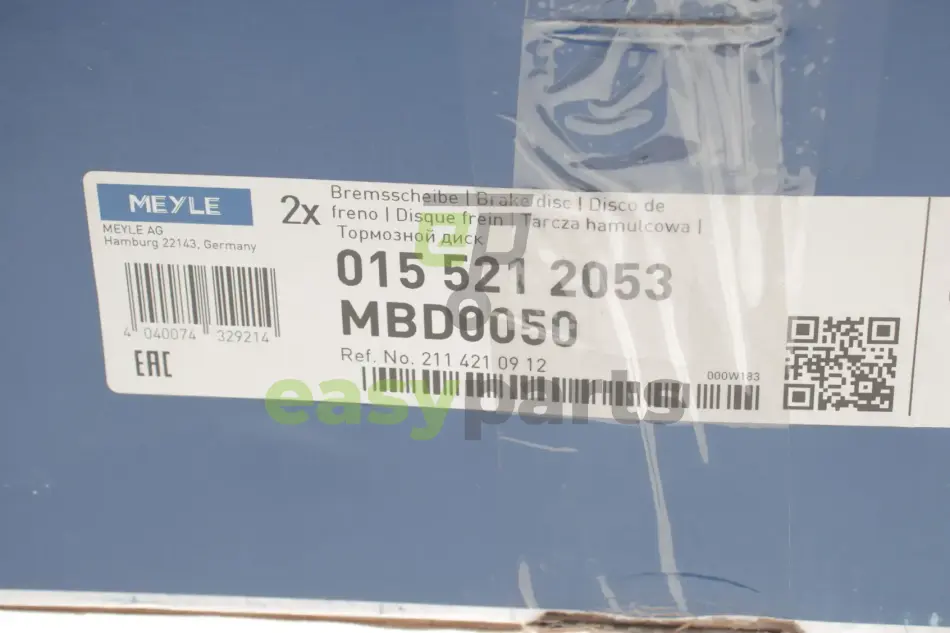 MEYLE
MEYLE AG
Hamburg 22143, Germany
4 040074 329214
EAC
2x
Bremsscheibe | Brake disc | Disco de
freno | Disque frein | Tarcza hamulcowa |
Тормозной диск
015 521 2053
MBD0050
Ref. No. 211 421 09 12
000W183
easyparts